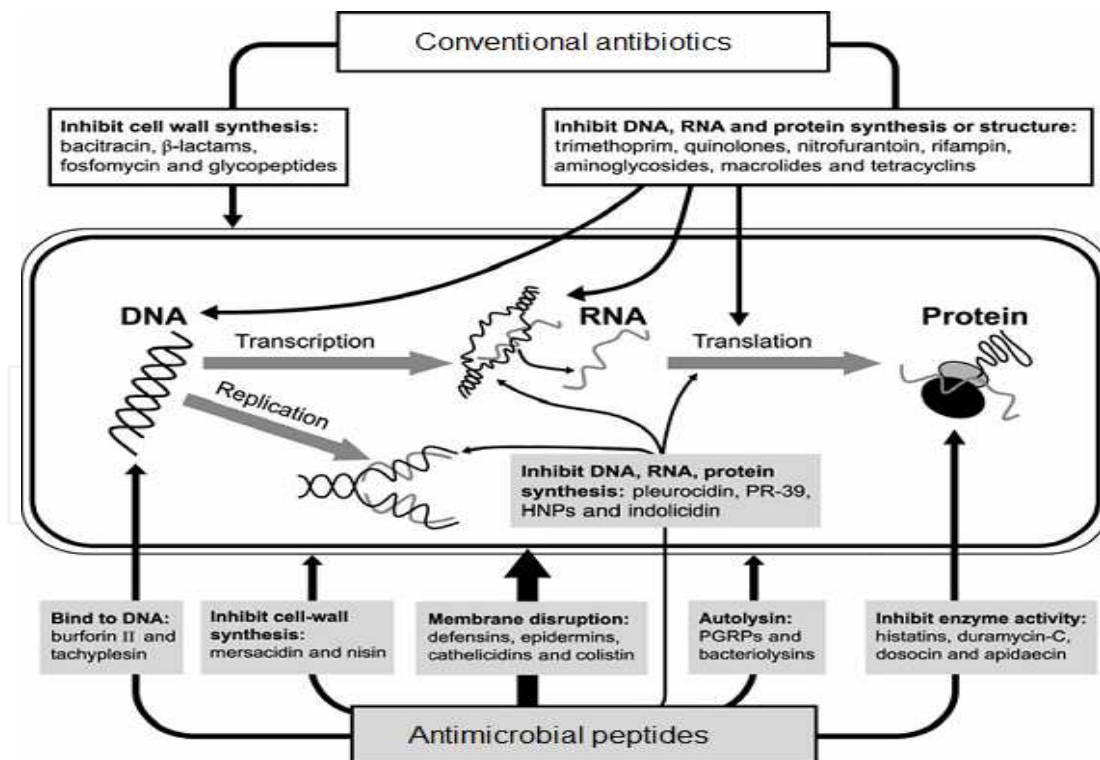 Conventional antibiotics
Inhibit cell wall synthesis:
bacitracin, β-lactams,
fosfomycin and glycopeptides
Inhibit DNA, RNA and protein synthesis or structure:
trimethoprim, quinolones, nitrofurantoin, rifampin,
aminoglycosides, macrolides and tetracyclins
DNA
Transcription
RNA
Translation
Protein
Replication
Inhibit DNA, RNA, protein
synthesis: pleurocidin, PR-39,
HNPs and indolicidin
Bind to DNA:
burforin II and
tachyplesin
Inhibit cell-wall
synthesis:
mersacidin and nisin
Membrane disruption:
defensins, epidermins,
cathelicidins and colistin
Autolysin:
PGRPs and
bacteriolysins
Inhibit enzyme activity:
histatins, duramycin-C,
dosocin and apidaecin
Antimicrobial peptides